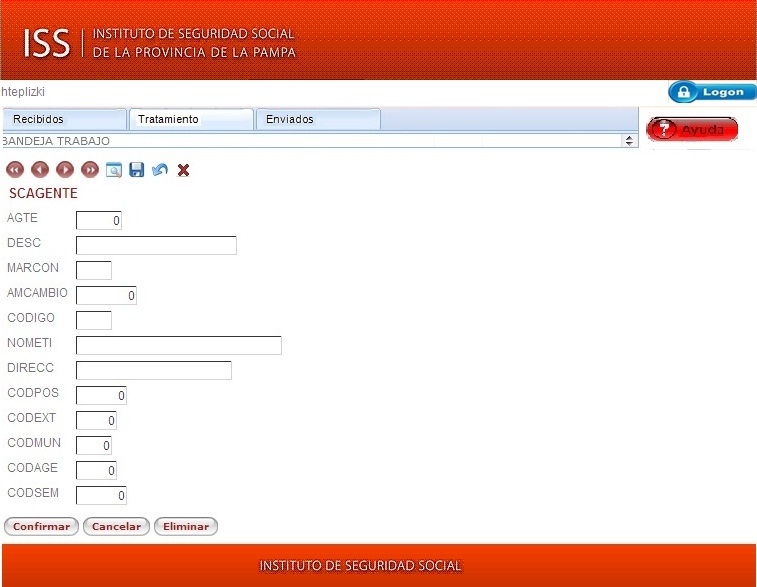 ISS
INSTITUTO DE SEGURIDAD SOCIAL
DE LA PROVINCIA DE LA PAMPA
hteplizki
Logon
Recibidos Tratamiento Enviados
Ayuda
BANDEJA TRABAJO
SCAGENTE
AGTE 0
DESC
MARCON
AMCAMBIO 0
CODIGO
NOMETI
DIRECC
CODPOS 0
CODEXT 0
CODMUN 0
CODAGE 0
CODSEM 0
Confirmar Cancelar Eliminar
INSTITUTO DE SEGURIDAD SOCIAL